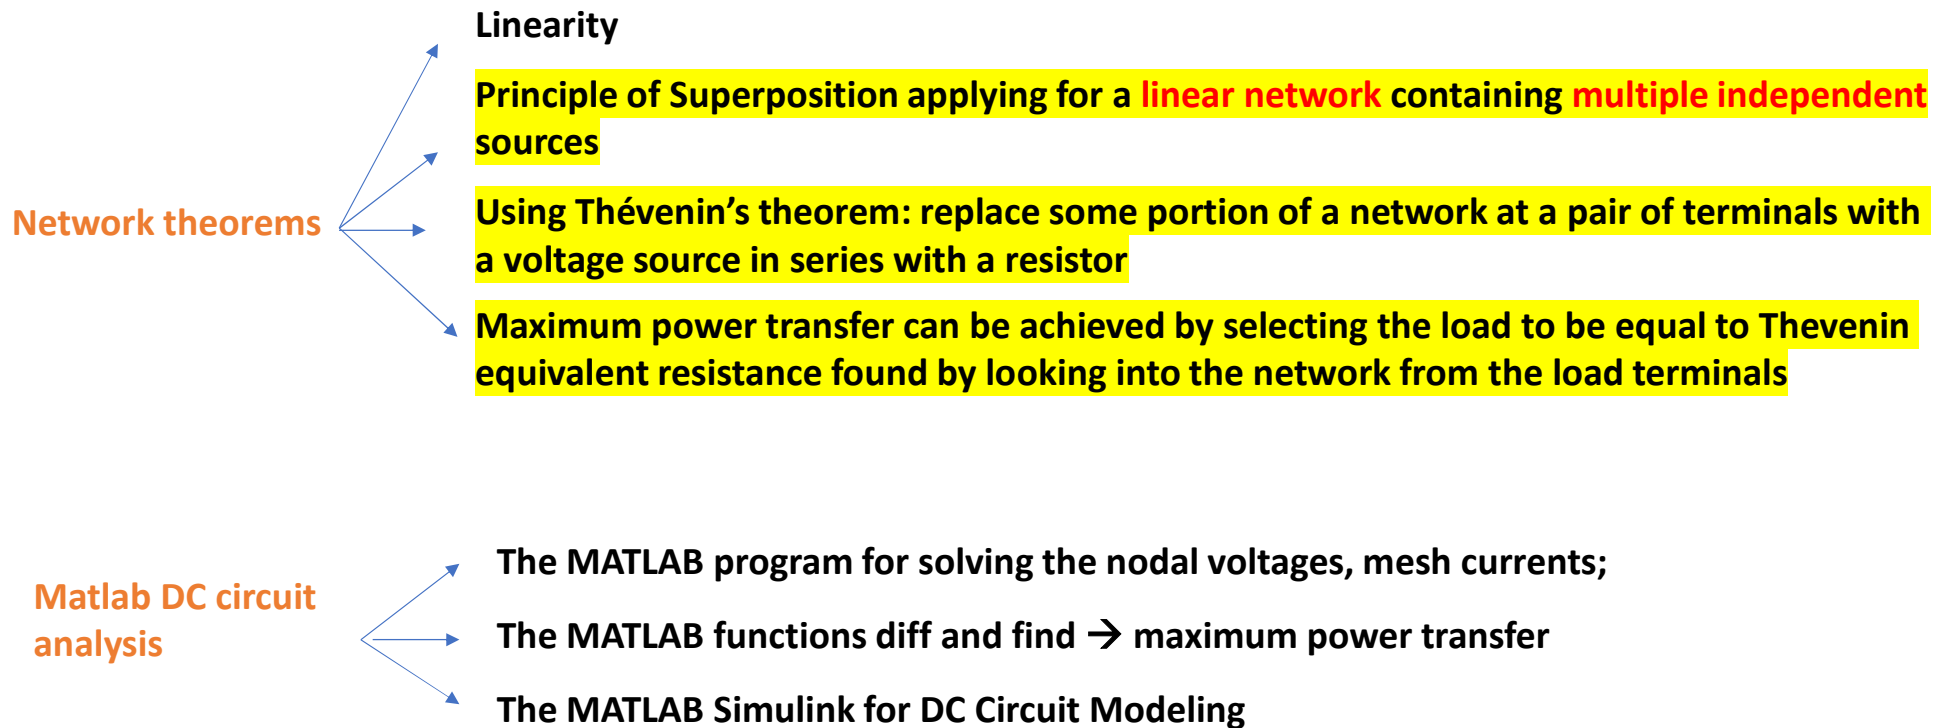 Linearity
Principle of Superposition applying for a linear network containing multiple independent
sources
Network theorems
Using Thévenin’s theorem: replace some portion of a network at a pair of terminals with
a voltage source in series with a resistor
Maximum power transfer can be achieved by selecting the load to be equal to Thevenin
equivalent resistance found by looking into the network from the load terminals
Matlab DC circuit
analysis
The MATLAB program for solving the nodal voltages, mesh currents;
The MATLAB functions diff and find → maximum power transfer
The MATLAB Simulink for DC Circuit Modeling